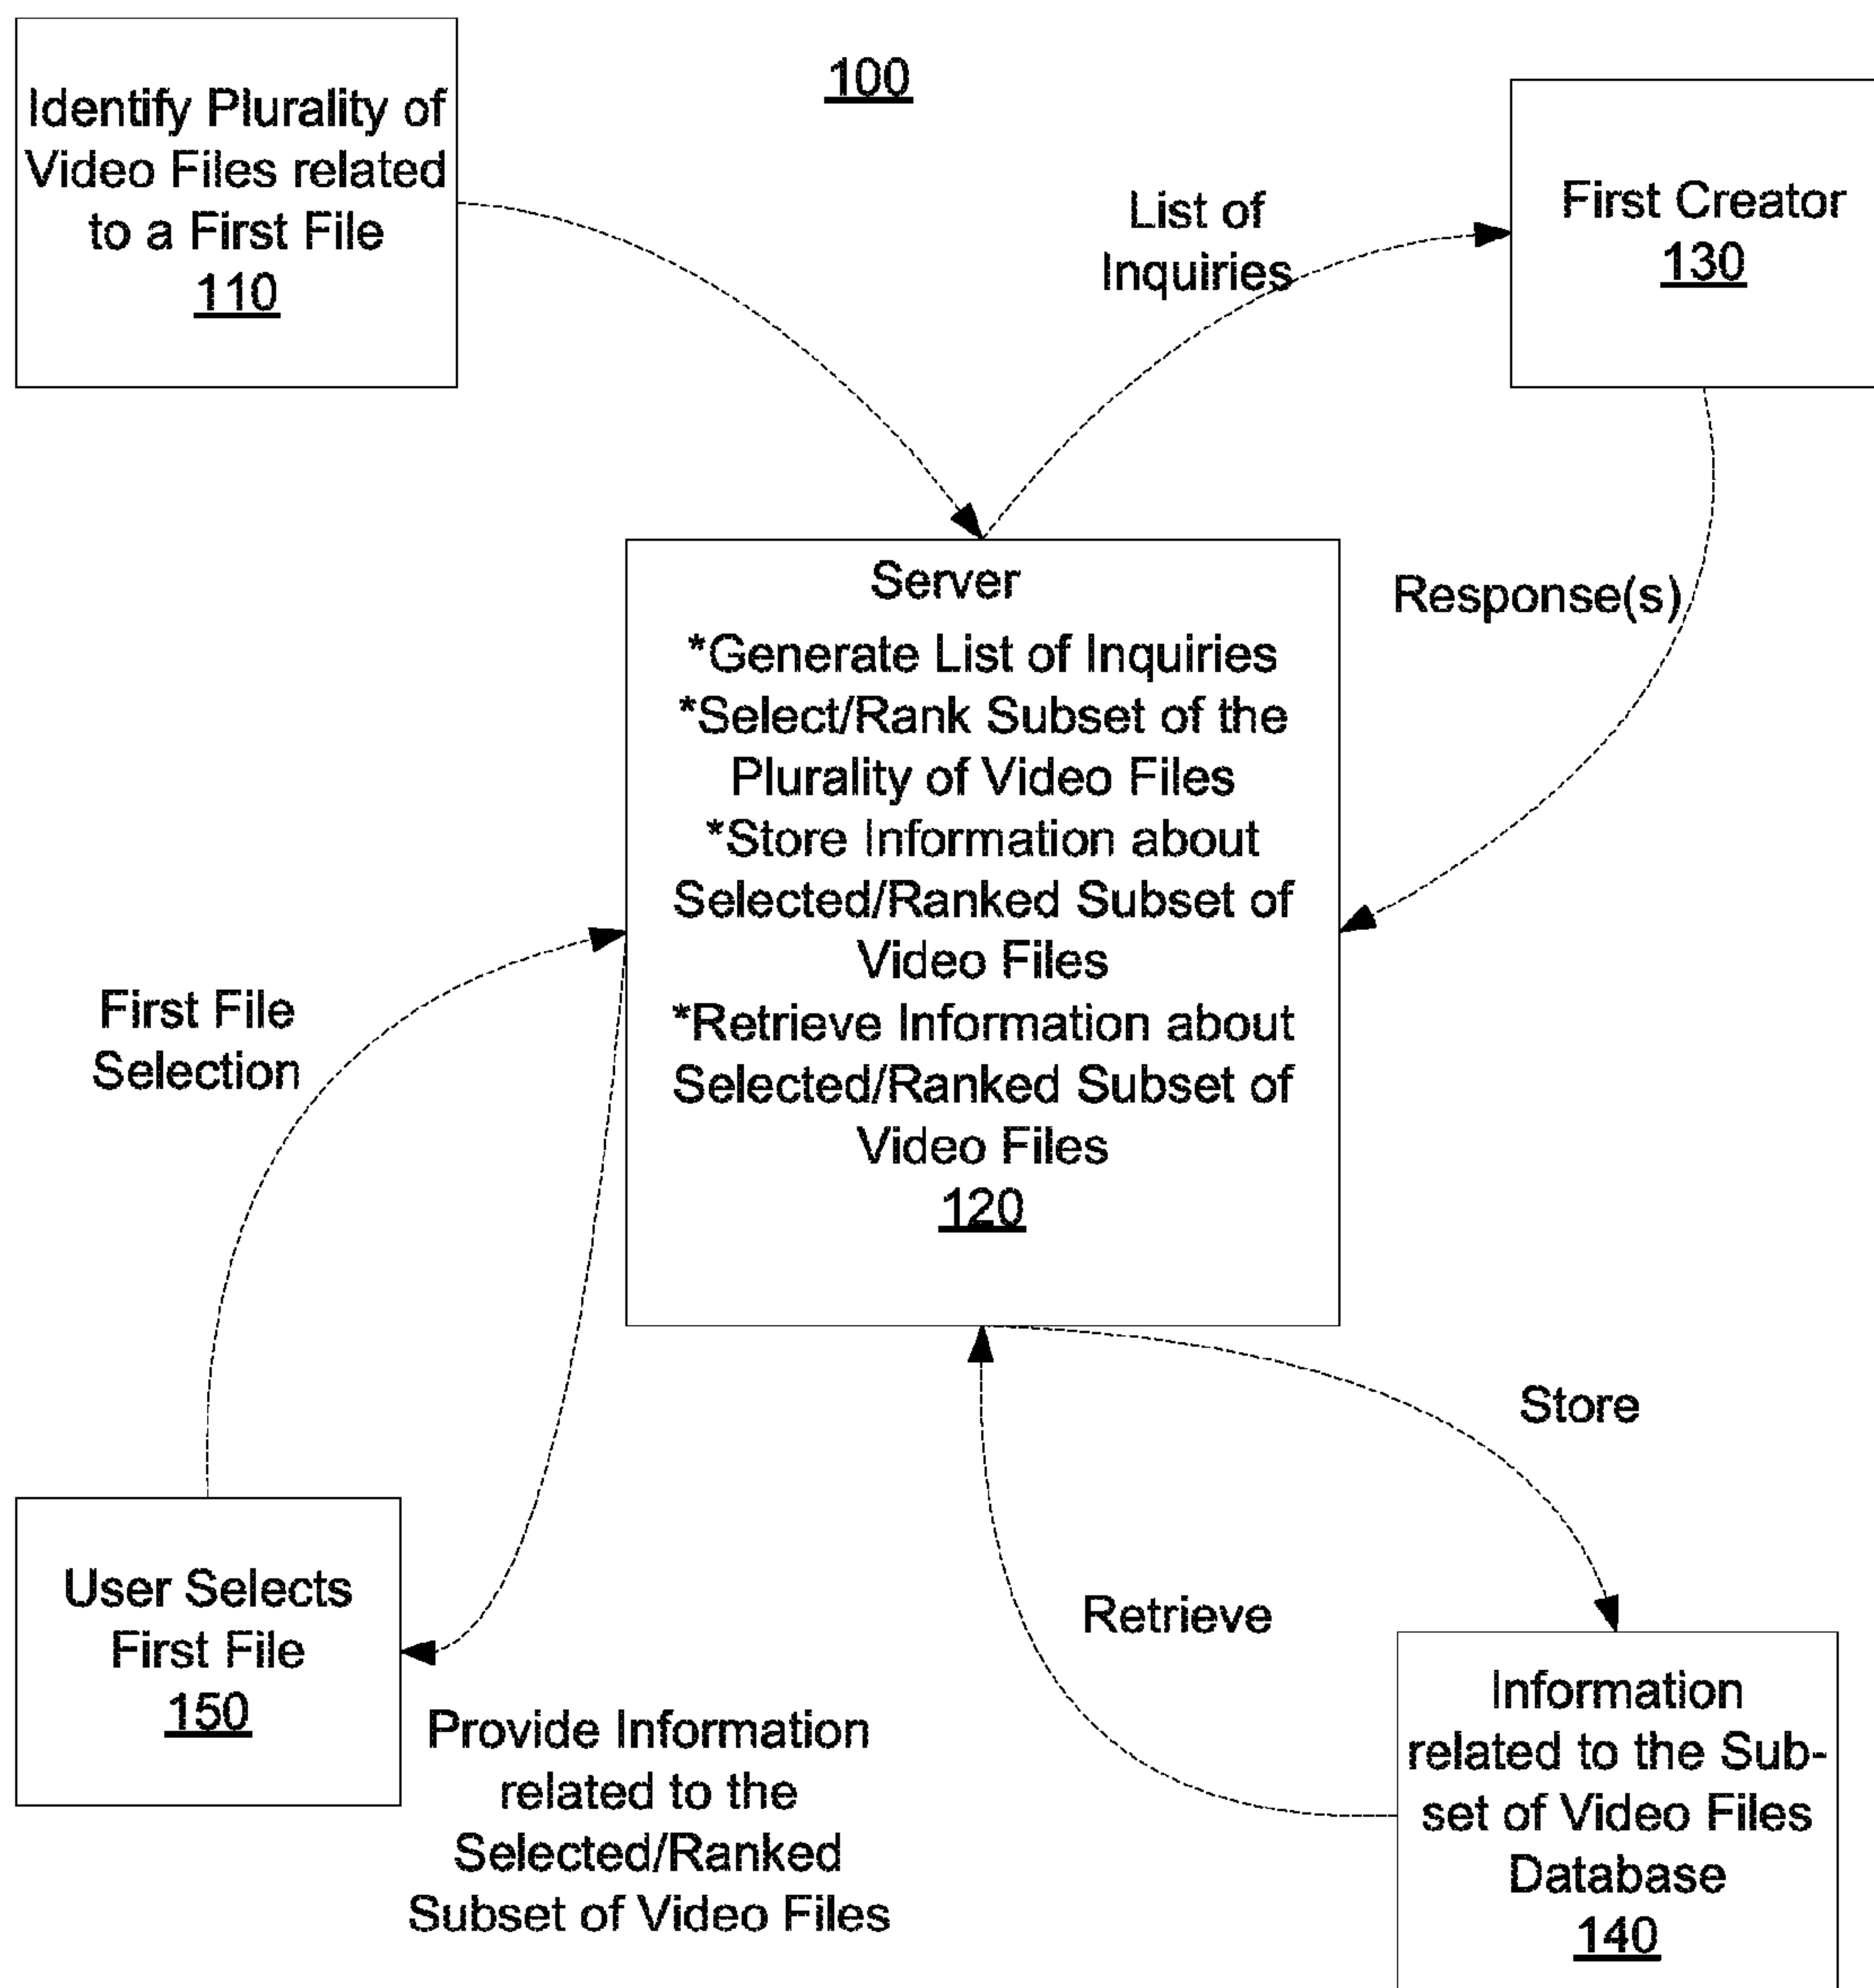 100
Identify Plurality of
Video Files related
to a First File
110
List of
Inquiries
First Creator
130
Response(s)
Server
*Generate List of Inquiries
*Select/Rank Subset of the
Plurality of Video Files
*Store Information about
Selected/Ranked Subset of
Video Files
*Retrieve Information about
Selected/Ranked Subset of
Video Files
120
First File
Selection
Store
Retrieve
User Selects
First File
150
Provide Information
related to the
Selected/Ranked
Subset of Video Files
Information
related to the Sub-
set of Video Files
Database
140